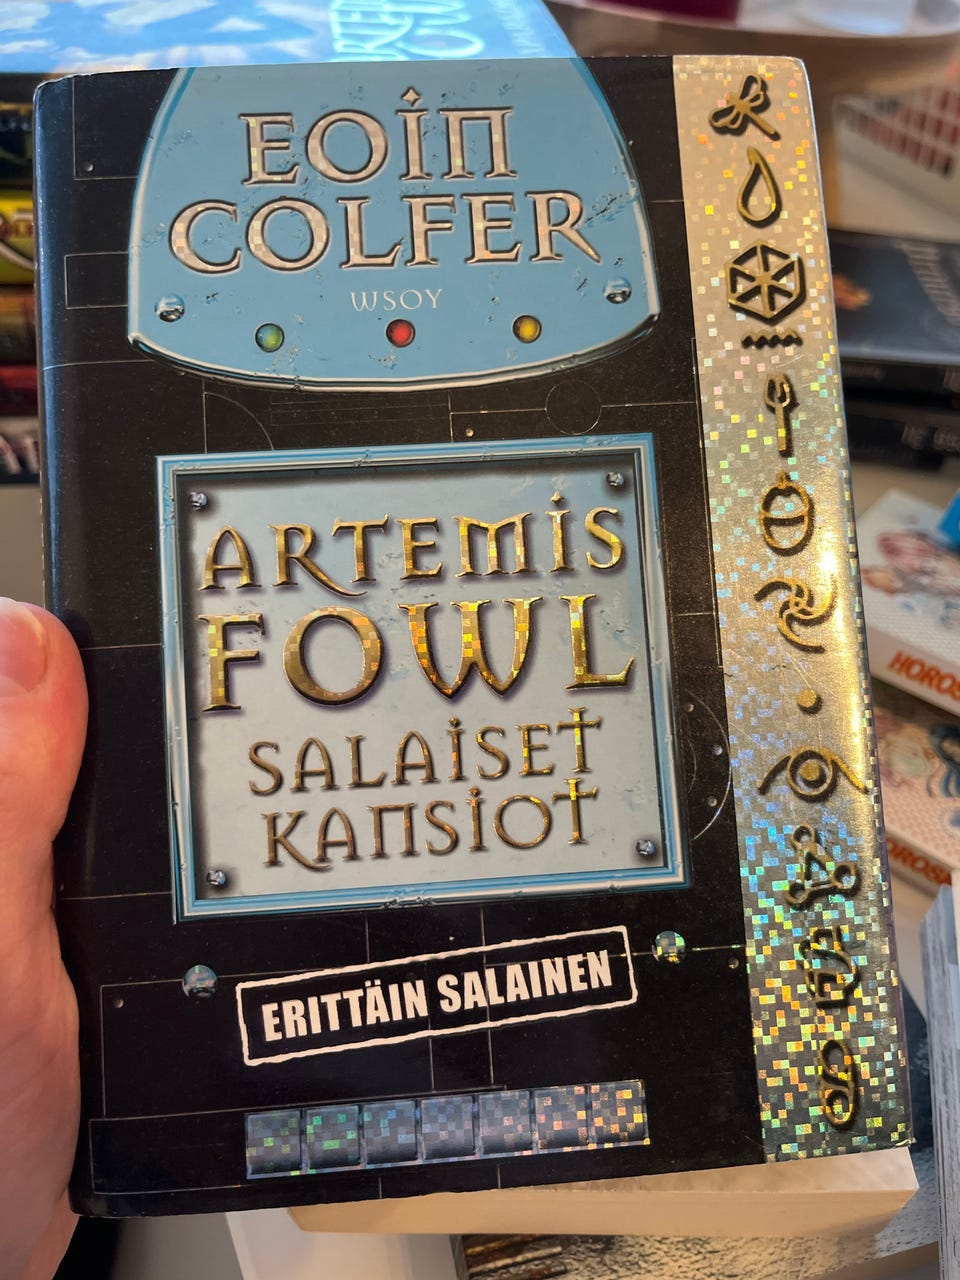 EOIN
COLFER
WSOY
ARTEMIS
FOWL
SALAISET
KANSIOT
ERITTÄIN SALAINEN